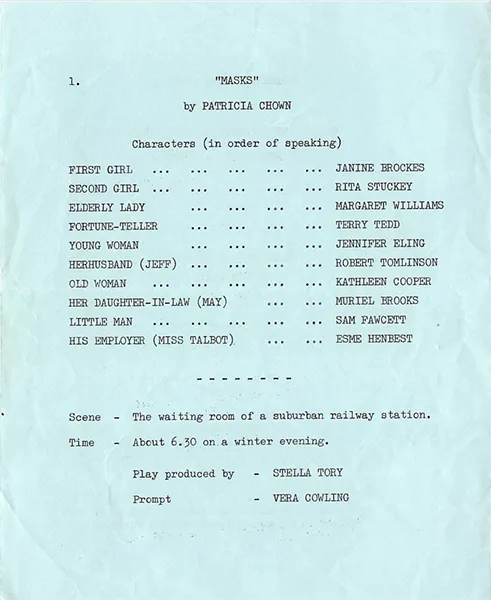 1. "MASKS"
by PATRICIA CHOWN
Characters (in order of speaking)
FIRST GIRL ... ... ... ... ... JANINE BROCKES
SECOND GIRL ... ... ... ... ... RITA STUCKEY
ELDERLY LADY ... ... ... ... MARGARET WILLIAMS
FORTUNE-TELLER ... ... ... ... TERRY TEDD
YOUNG WOMAN ... ... ... ... JENNIFER ELING
HERHUSBAND (JEFF) ... ... ... ... ROBERT TOMLINSON
OLD WOMAN ... ... ... ... KATHLEEN COOPER
HER DAUGHTER-IN-LAW (MAY) ... ... MURIEL BROOKS
LITTLE MAN ... ... ... ... ... SAM FAWCETT
HIS EMPLOYER (MISS TALBOT) ... ... ESME HENBEST
- - - - - - - -
Scene - The waiting room of a suburban railway station.
Time - About 6.30 on a winter evening.
Play produced by - STELLA TORY
Prompt - VERA COWLING